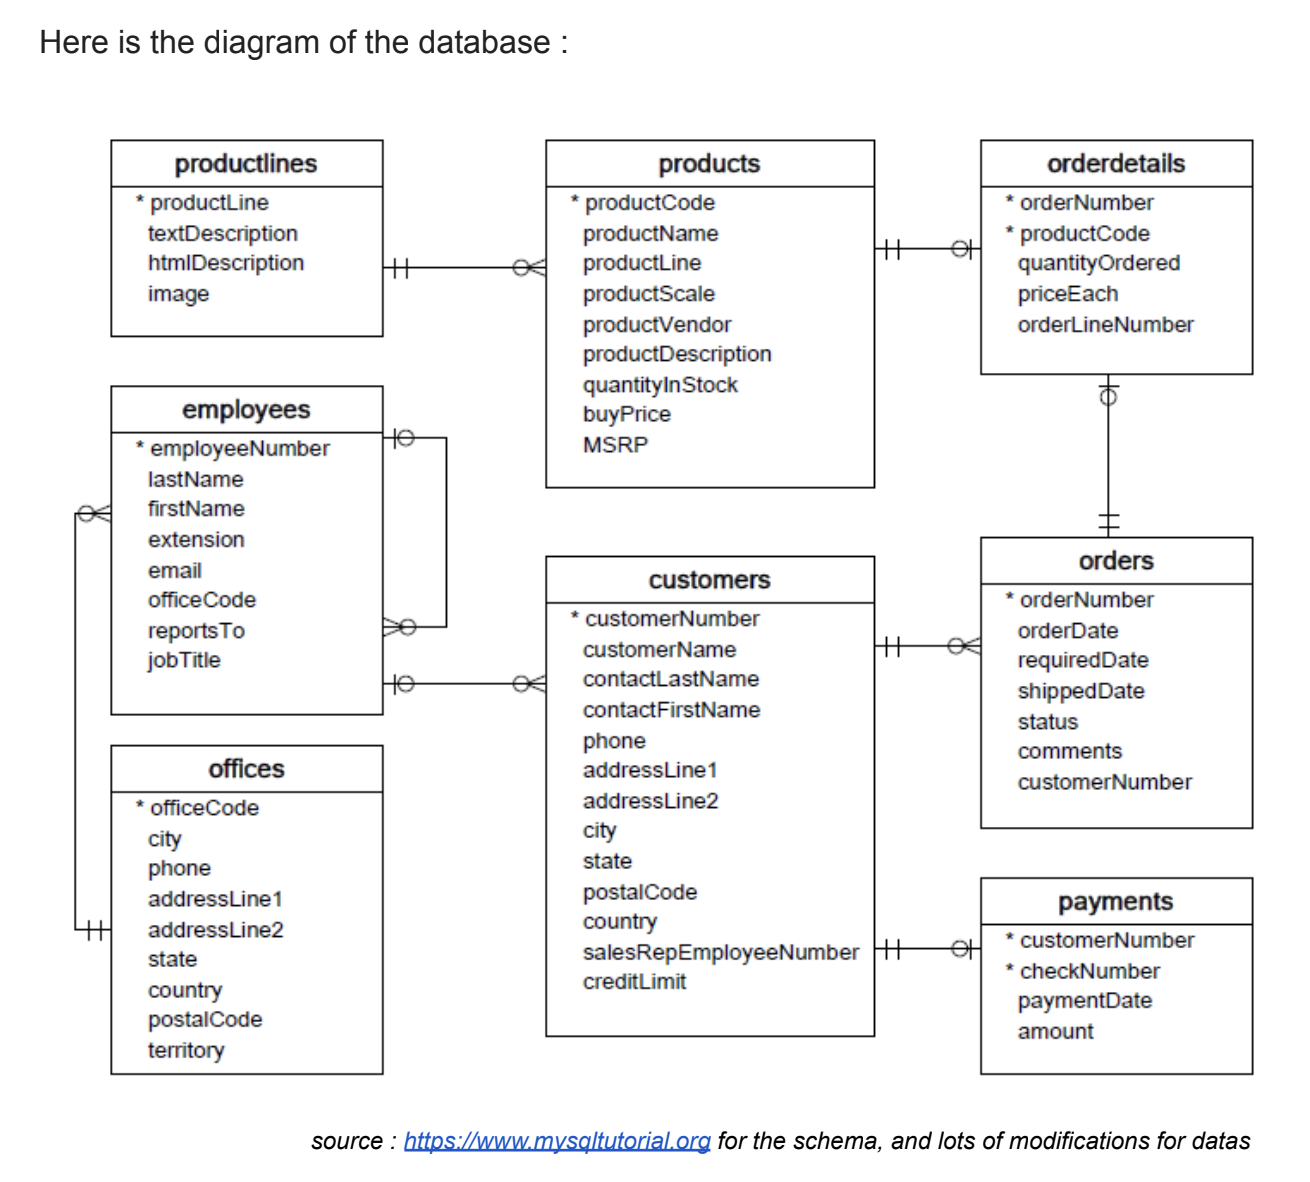 Here is the diagram of the database :
productlines
* productLine
textDescription
htmlDescription
image
products
* productCode
productName
productLine
productScale
productVendor
productDescription
quantityInStock
buyPrice
MSRP
orderdetails
* orderNumber
* productCode
quantityOrdered
priceEach
orderLineNumber
employees
* employeeNumber
lastName
firstName
extension
email
officeCode
reportsTo
jobTitle
customers
* customerNumber
customerName
contactLastName
contactFirstName
phone
addressLine1
addressLine2
city
state
postalCode
country
salesRepEmployeeNumber
creditLimit
orders
* orderNumber
orderDate
requiredDate
shippedDate
status
comments
customerNumber
offices
* officeCode
city
phone
addressLine1
addressLine2
state
country
postalCode
territory
payments
* customerNumber
* checkNumber
paymentDate
amount
source : https://www.mysqltutorial.org for the schema, and lots of modifications for datas